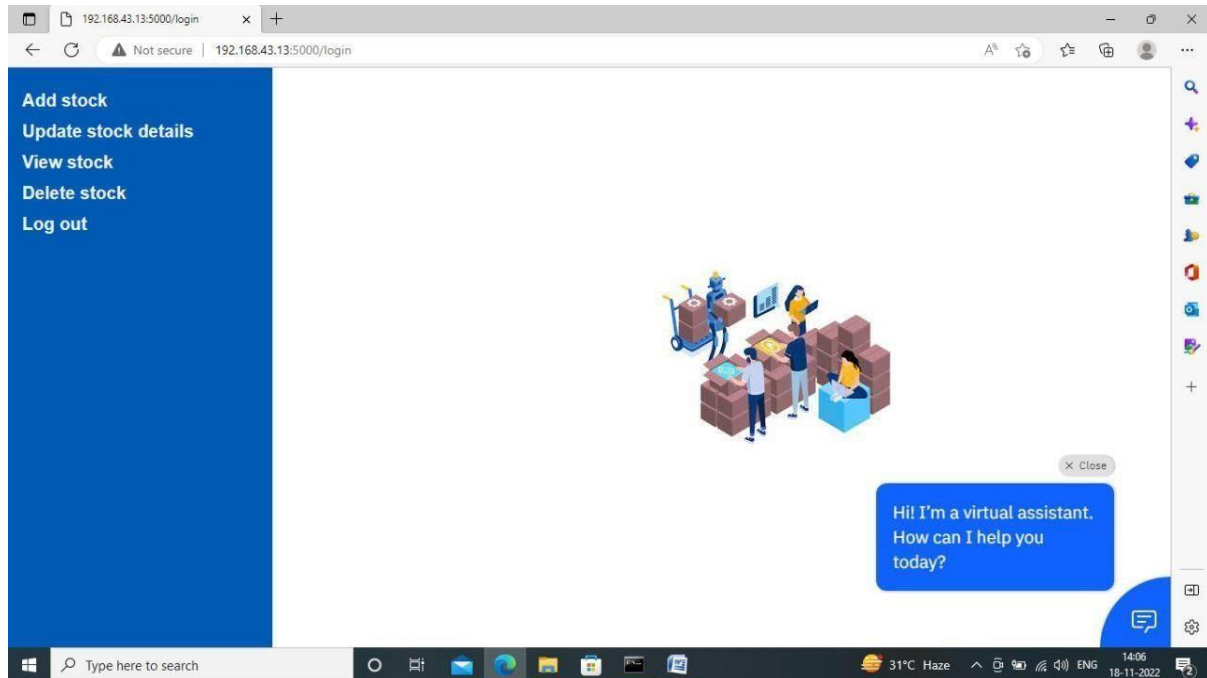 192.168.43.13:5000/login
Not secure | 192.168.43.13:5000/login
Add stock
Update stock details
View stock
Delete stock
Log out
× Close
Hi! I'm a virtual assistant.
How can I help you
today?
Type here to search
31°C Haze
ENG
14:06
18-11-2022
2